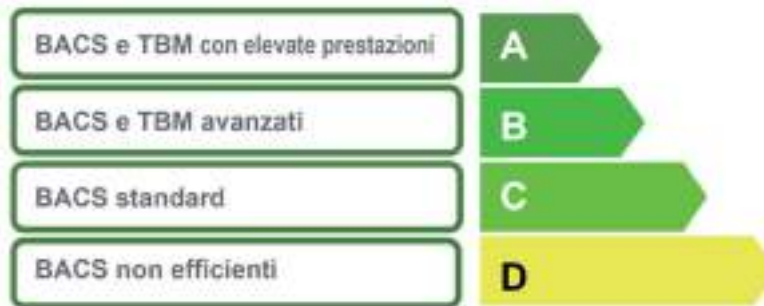 BACS e TBM con elevate prestazioni A
BACS e TBM avanzati B
BACS standard C
BACS non efficienti D